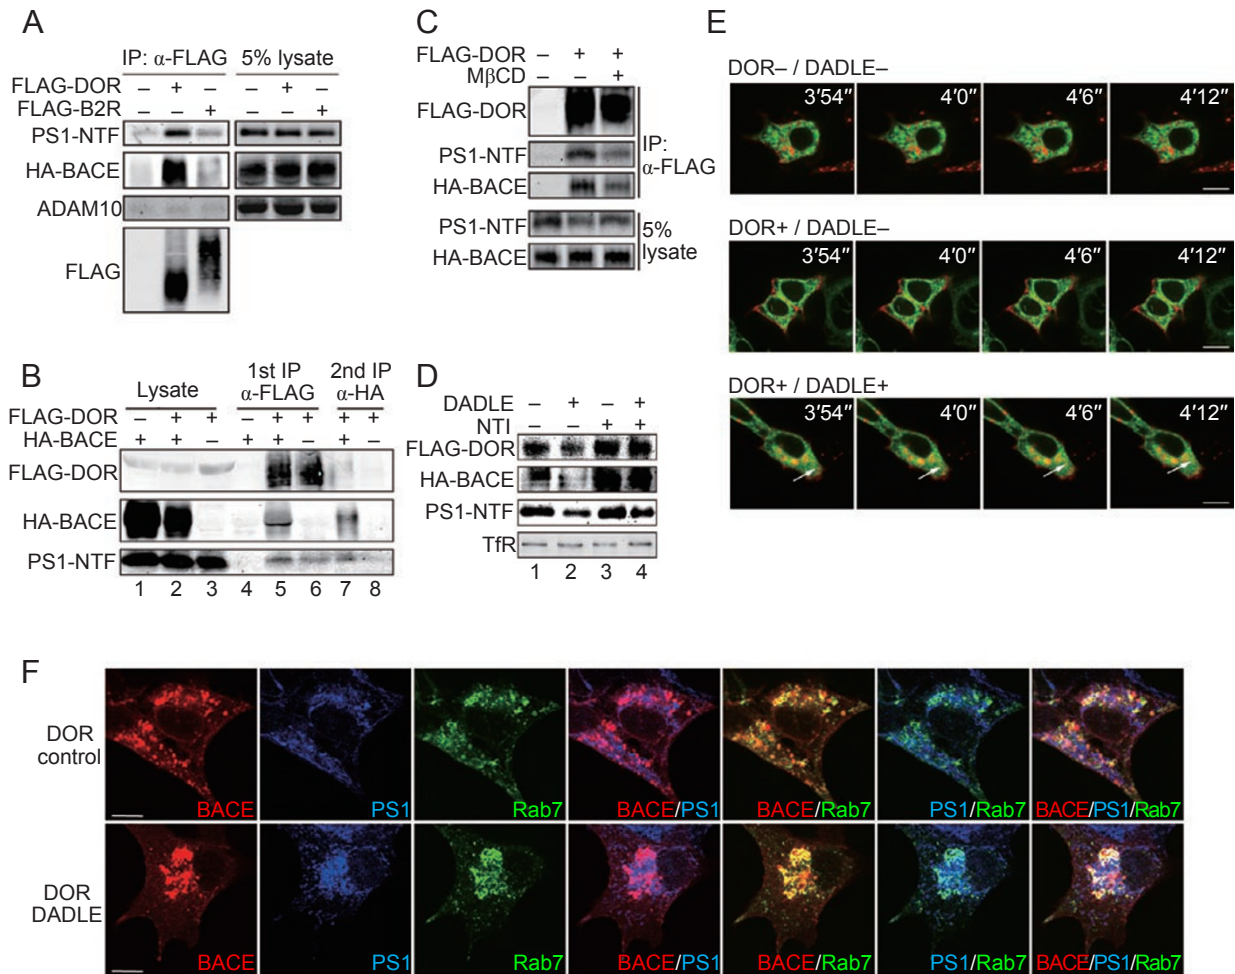 A
IP: α-FLAG 5% lysate
FLAG-DOR – + – – + –
FLAG-B2R – – + – – +
PS1-NTF
HA-BACE
ADAM10
FLAG
B
Lysate 1st IP α-FLAG 2nd IP α-HA
FLAG-DOR – + + – + + + +
HA-BACE + + – + + – + –
FLAG-DOR
HA-BACE
PS1-NTF
1 2 3 4 5 6 7 8
C
FLAG-DOR – + +
MβCD – – +
FLAG-DOR
PS1-NTF
HA-BACE
IP: α-FLAG
PS1-NTF
HA-BACE
5% lysate
D
DADLE – + – +
NTI – – + +
FLAG-DOR
HA-BACE
PS1-NTF
TfR
1 2 3 4
E
DOR– / DADLE–
3′54″ 4′0″ 4′6″ 4′12″
DOR+ / DADLE–
3′54″ 4′0″ 4′6″ 4′12″
DOR+ / DADLE+
3′54″ 4′0″ 4′6″ 4′12″
F
DOR control
BACE PS1 Rab7 BACE/PS1 BACE/Rab7 PS1/Rab7 BACE/PS1/Rab7
DOR DADLE
BACE PS1 Rab7 BACE/PS1 BACE/Rab7 PS1/Rab7 BACE/PS1/Rab7